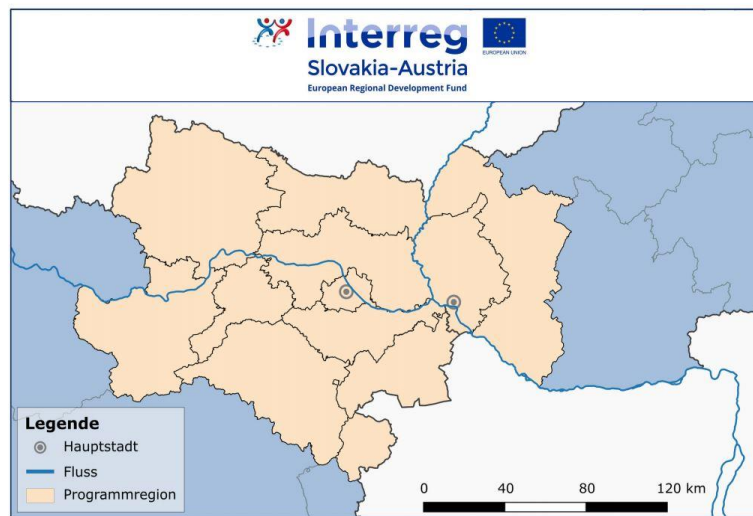 Interreg
EUROPEAN UNION
Slovakia-Austria
European Regional Development Fund
Legende
Hauptstadt
Fluss
Programmregion
0 40 80 120 km